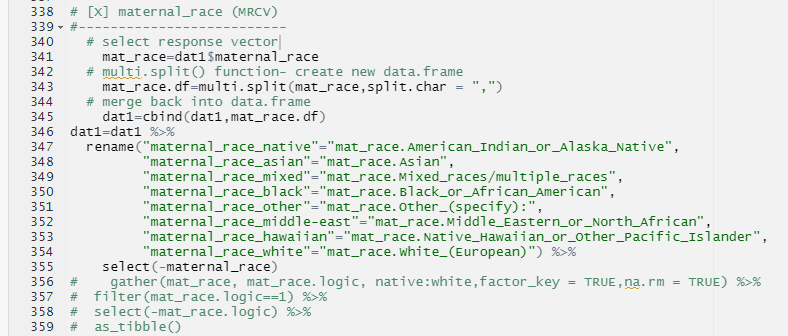 338 # [X] maternal_race (MRCV)
339 #--------------------------
340 # select response vector
341 mat_race=dat1$maternal_race
342 # multi.split() function- create new data.frame
343 mat_race.df=multi.split(mat_race,split.char = ",")
344 # merge back into data.frame
345 dat1=cbind(dat1,mat_race.df)
346 dat1=dat1 %>%
347 rename("maternal_race_native"="mat_race.American_Indian_or_Alaska_Native",
348 "maternal_race_asian"="mat_race.Asian",
349 "maternal_race_mixed"="mat_race.Mixed_races/multiple_races",
350 "maternal_race_black"="mat_race.Black_or_African_American",
351 "maternal_race_other"="mat_race.Other_(specify):",
352 "maternal_race_middle-east"="mat_race.Middle_Eastern_or_North_African",
353 "maternal_race_hawaiian"="mat_race.Native_Hawaiian_or_Other_Pacific_Islander",
354 "maternal_race_white"="mat_race.White_(European)") %>%
355 select(-maternal_race)
356 # gather(mat_race, mat_race.logic, native:white,factor_key = TRUE,na.rm = TRUE) %>%
357 # filter(mat_race.logic==1) %>%
358 # select(-mat_race.logic) %>%
359 # as_tibble()